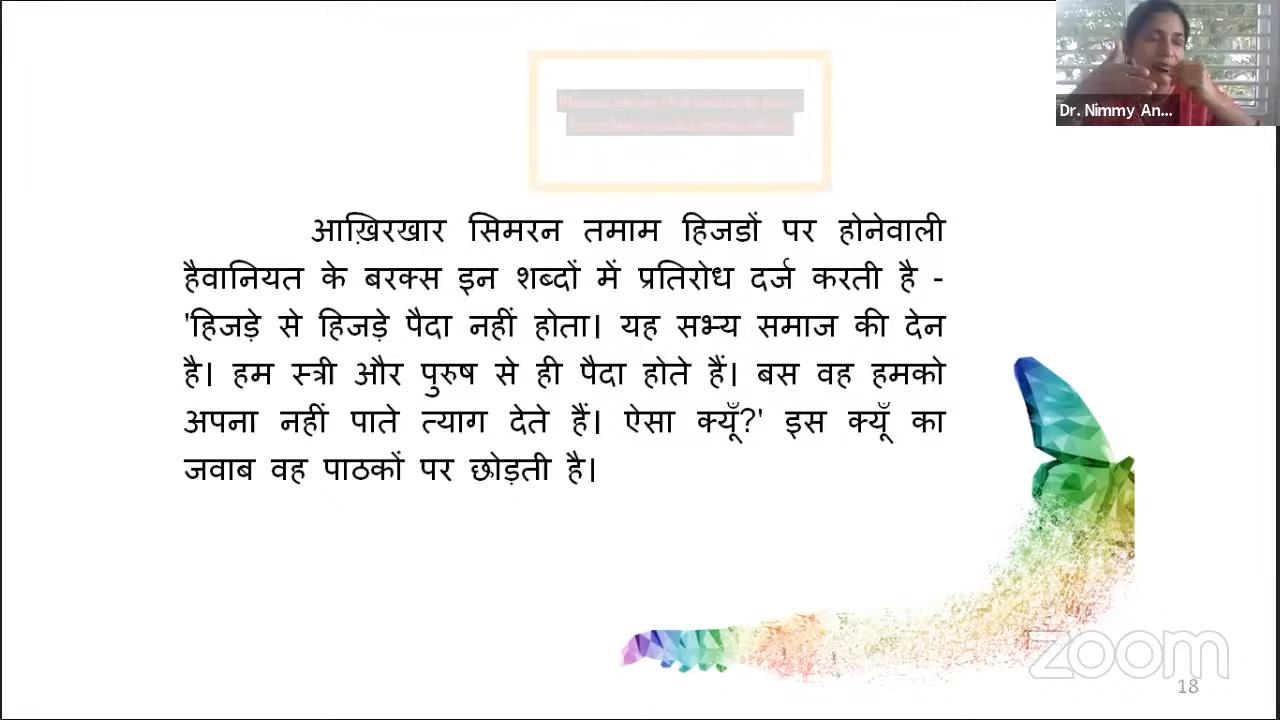 Dr. Nimmy An...
आख़िरखार सिमरन तमाम हिजडों पर होनेवाली
हैवानियत के बरक्स इन शब्दों में प्रतिरोध दर्ज करती है -
'हिजड़े से हिजड़े पैदा नहीं होता। यह सभ्य समाज की देन
है। हम स्त्री और पुरुष से ही पैदा होते हैं। बस वह हमको
अपना नहीं पाते त्याग देते हैं। ऐसा क्यूँ?' इस क्यूँ का
जवाब वह पाठकों पर छोड़ती है।
zoom
18